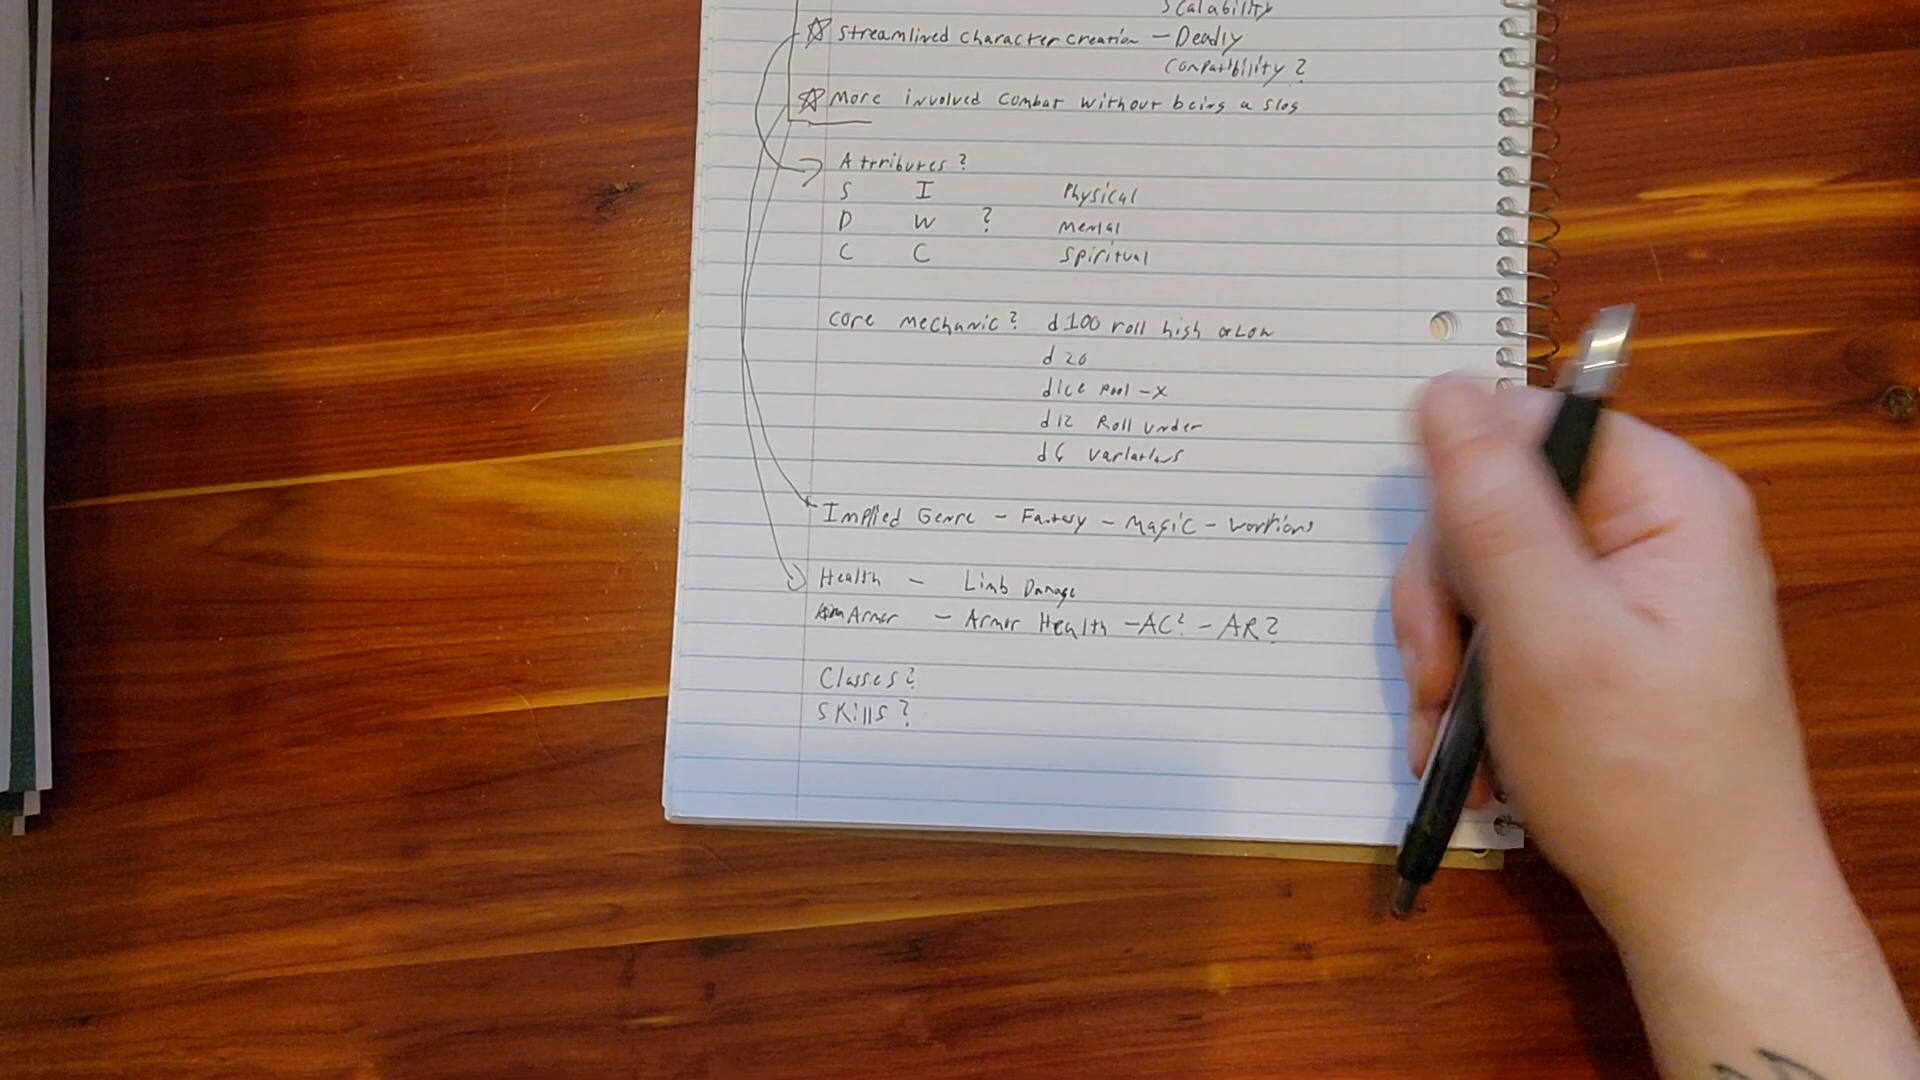 Scalability
☆ Streamlined character creation - Deadly
Compatibility?
☆ More involved combat without being a slog
Attributes?
S I Physical
D W ? Mental
C C Spiritual
Core mechanic? d100 roll high or Low
d20
dice pool - X
d12 Roll under
d6 variations
Implied Genre - Fantasy - Magic - Warriors
Health - Limb Damage
Armor - Armor Health - AC? - AR?
Classes?
Skills?